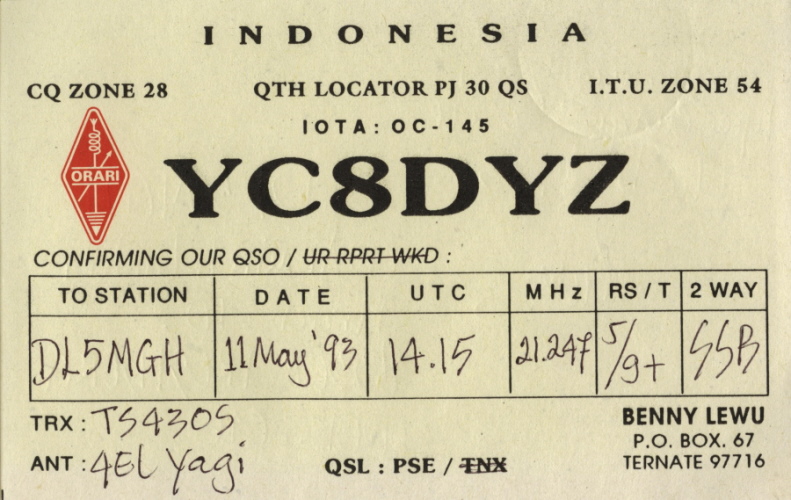 INDONESIA
CQ ZONE 28 QTH LOCATOR PJ 30 QS I.T.U. ZONE 54
IOTA: OC-145
ORARI
YC8DYZ
CONFIRMING OUR QSO / UR RPRT WKD :
TO STATION DATE UTC MHz RS/T 2 WAY
DL5MGH 11 May '93 14.15 21.247 5/9+ SSB
TRX : TS430S
ANT : 4EL Yagi
QSL : PSE / TNX
BENNY LEWU
P.O. BOX. 67
TERNATE 97716